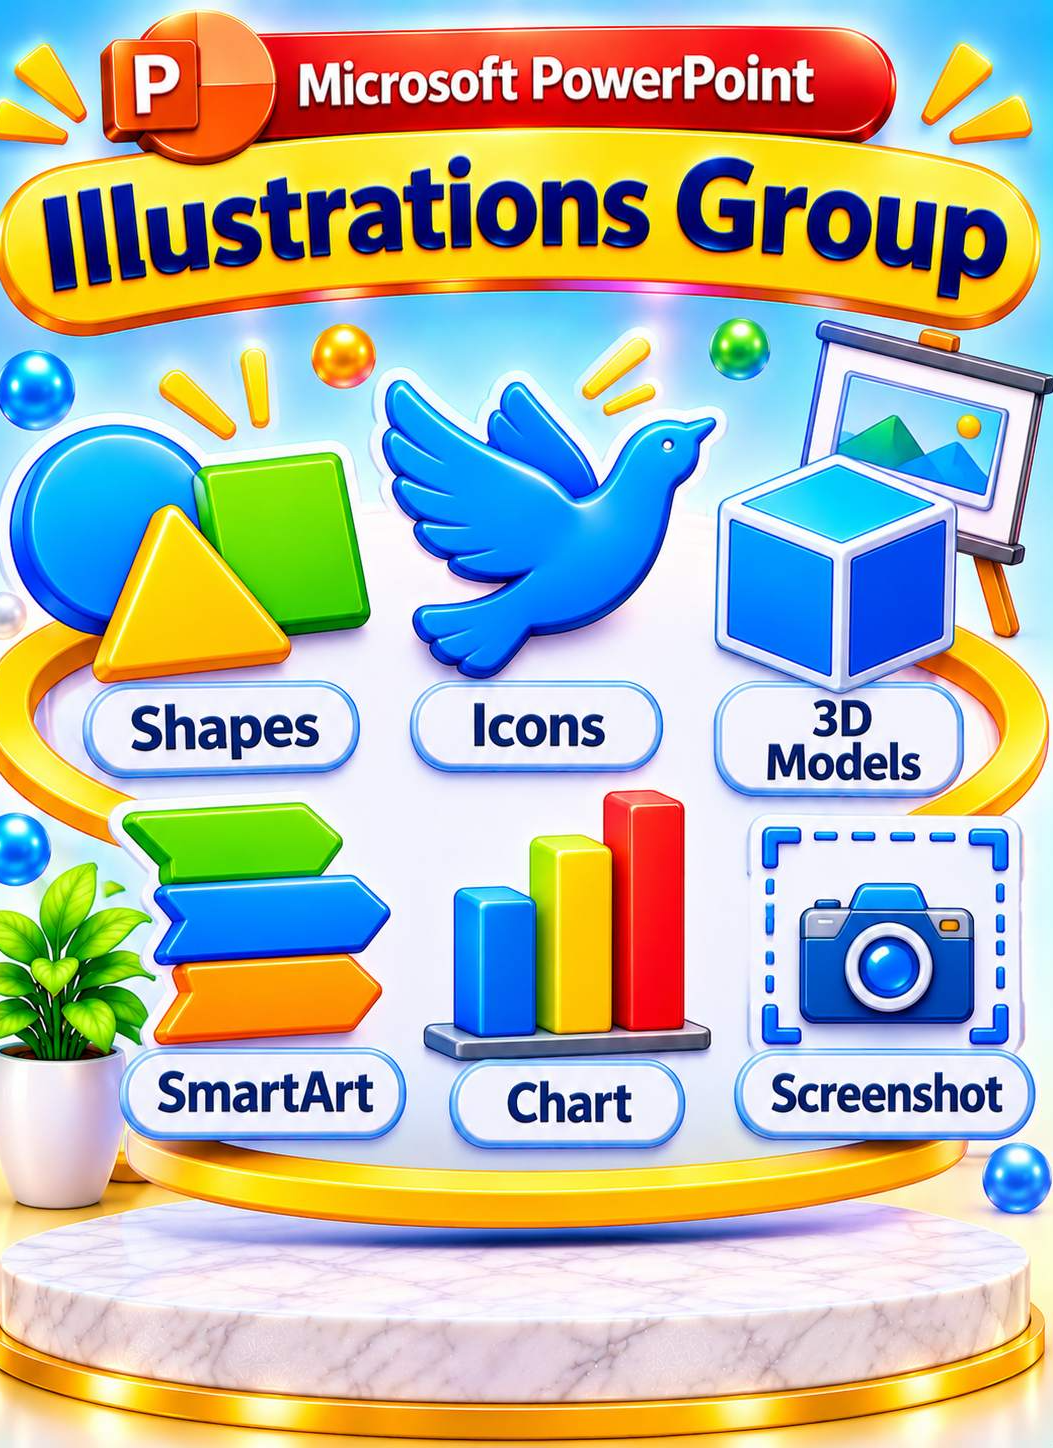 P
Microsoft PowerPoint
Illustrations Group
Shapes
Icons
3D
Models
SmartArt
Chart
Screenshot